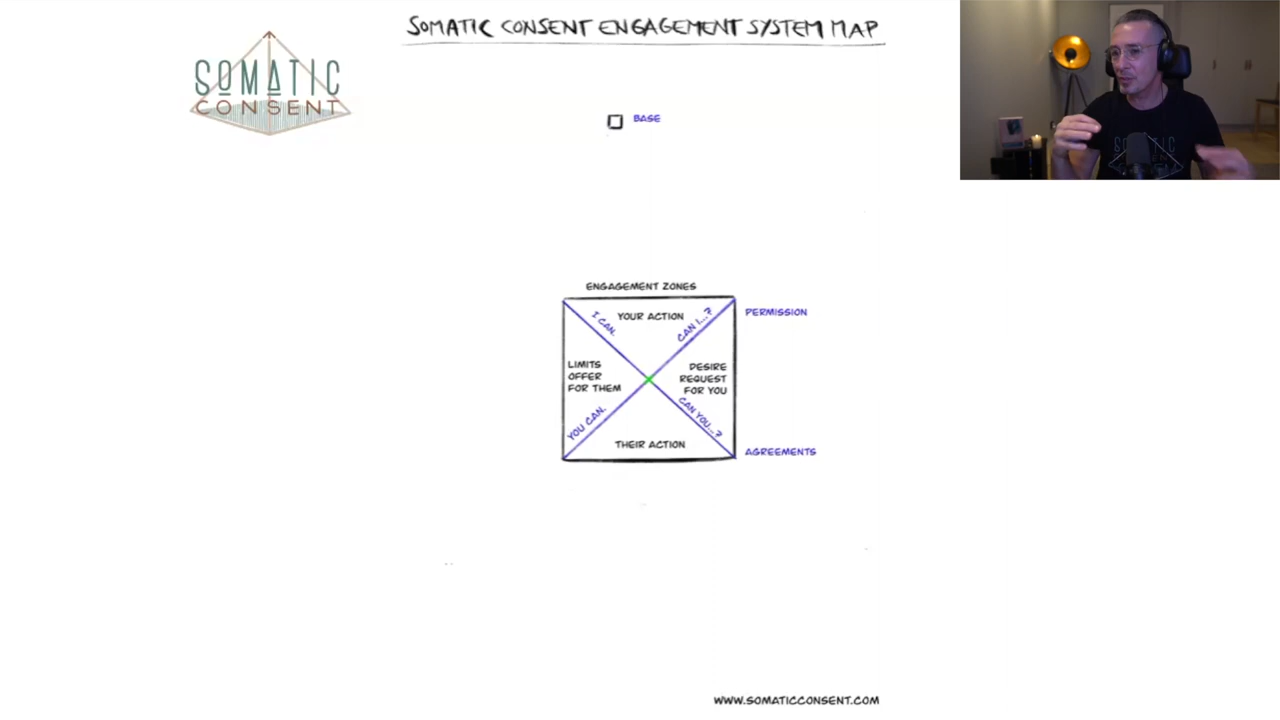 SOMATIC CONSENT ENGAGEMENT SYSTEM MAP
SOMATIC
CONSENT
BASE
ENGAGEMENT ZONES
I CAN.
YOUR ACTION
CAN I...?
PERMISSION
LIMITS
OFFER
FOR THEM
DESIRE
REQUEST
FOR YOU
YOU CAN.
CAN YOU...?
THEIR ACTION
AGREEMENTS
WWW.SOMATICCONSENT.COM